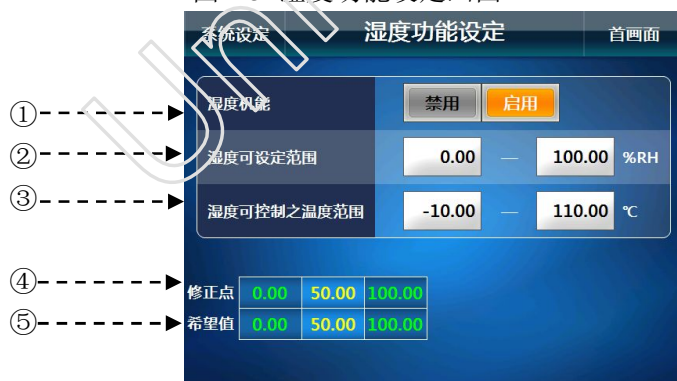 系统设定 湿度功能设定 首画面
① 湿度机能 禁用 启用
② 湿度可设定范围 0.00 — 100.00 %RH
③ 湿度可控制之温度范围 -10.00 — 110.00 ℃
④ 修正点 0.00 50.00 100.00
⑤ 希望值 0.00 50.00 100.00